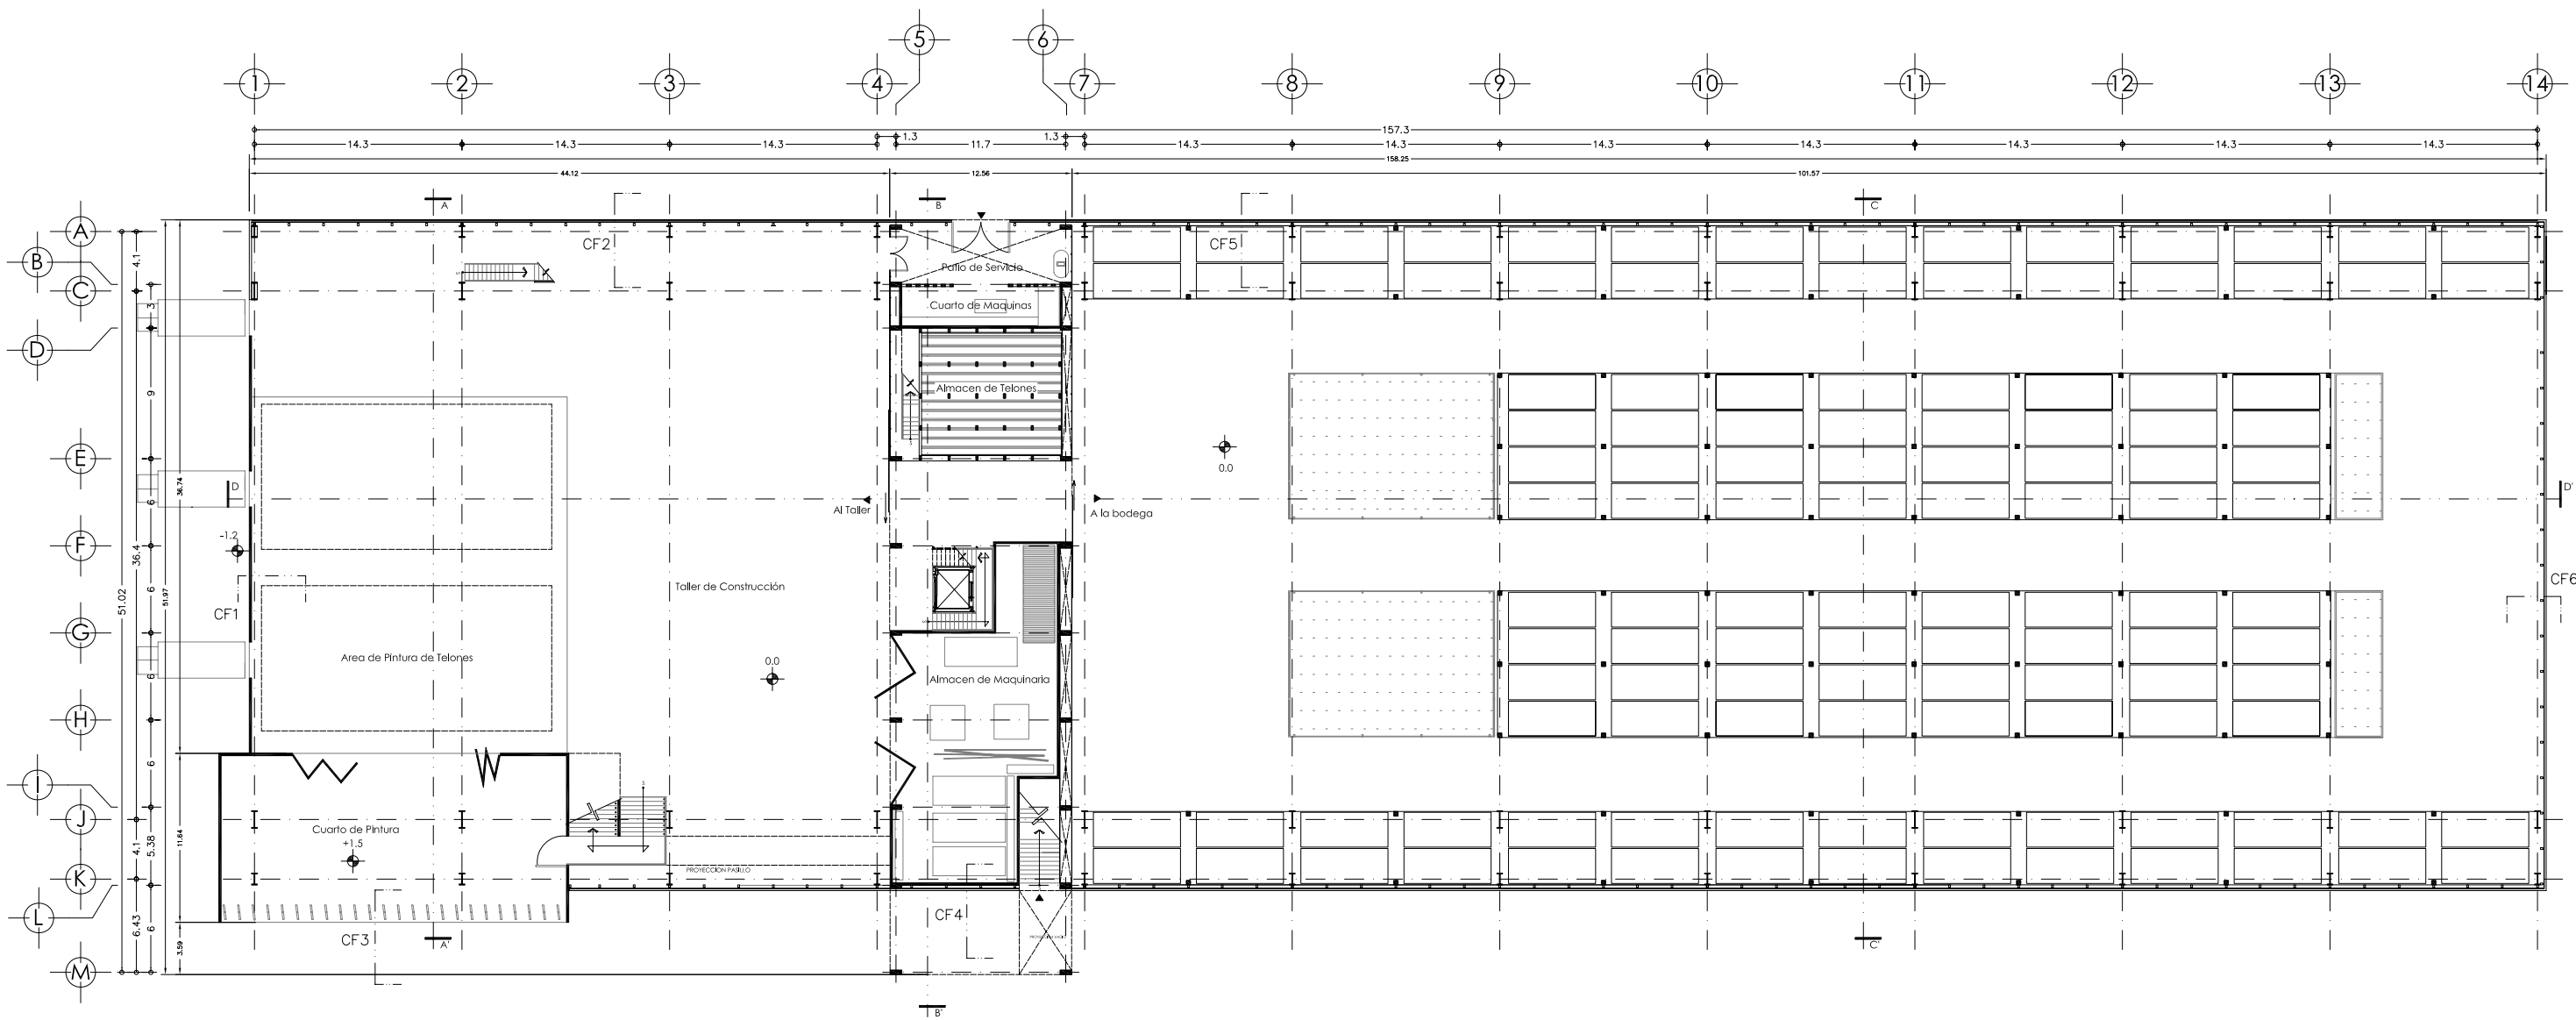 5 6
1 2 3 4 7 8 9 10 11 12 13 14
157.3
1.3 1.3
14.3 14.3 14.3 11.7 14.3 14.3 14.3 14.3 14.3 14.3 14.3
158.25
44.12 12.56 101.57
A B C
A
B
C
D
E
F
G
H
I
J
K
L
M
4.1
3
9
6
6
6
6
6
5.38
6
36.4
4.1
6.43
51.02
51.97
36.74
11.64
3.59
CF2
CF5
Patio de Servicio
Cuarto de Maquinas
Almacen de Telones
0.0
D
D'
Al Taller
A la bodega
-1.2
CF1
Taller de Construcción
CF6
Area de Pintura de Telones
0.0
Almacen de Maquinaria
Cuarto de Pintura
+1.5
PROYECCION PASILLO
CF4
CF3
A'
C'
B'